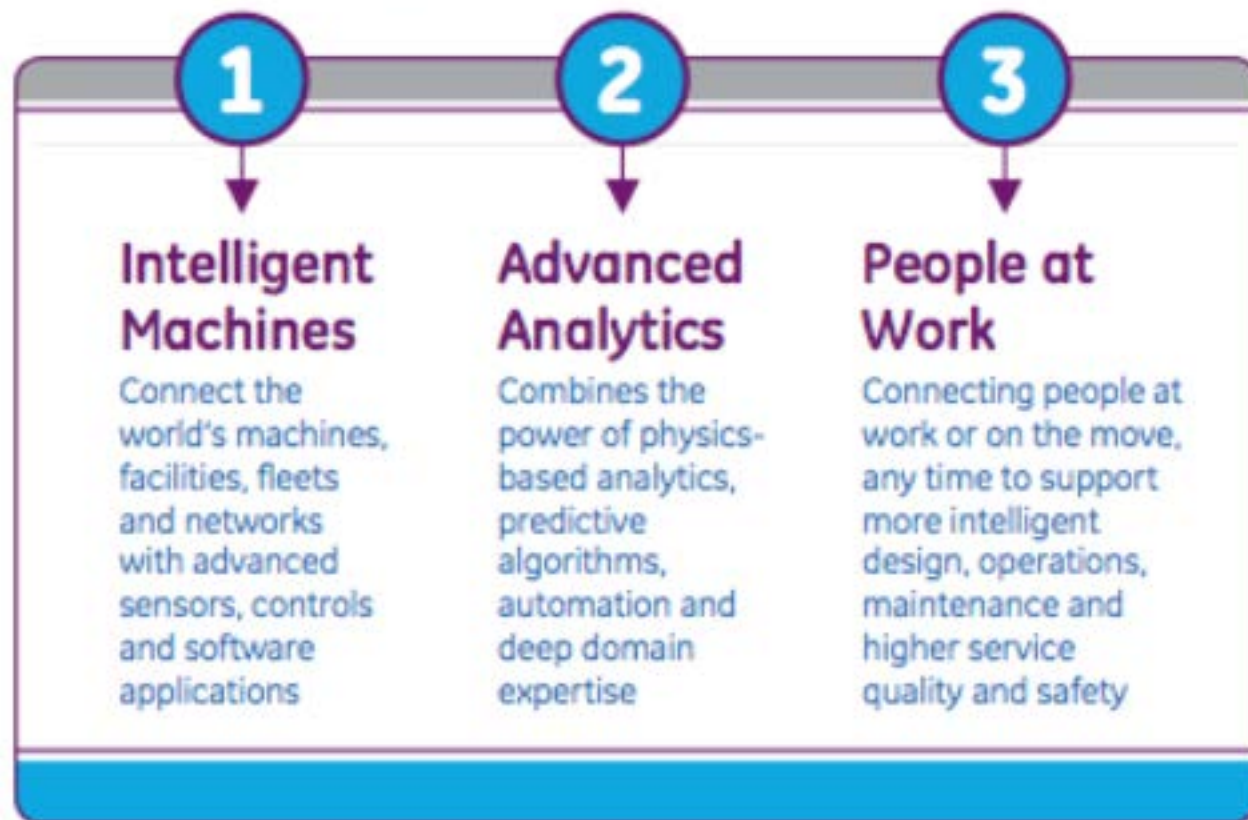 1
Intelligent
Machines
Connect the
world's machines,
facilities, fleets
and networks
with advanced
sensors, controls
and software
applications
2
Advanced
Analytics
Combines the
power of physics-
based analytics,
predictive
algorithms,
automation and
deep domain
expertise
3
People at
Work
Connecting people at
work or on the move,
any time to support
more intelligent
design, operations,
maintenance and
higher service
quality and safety